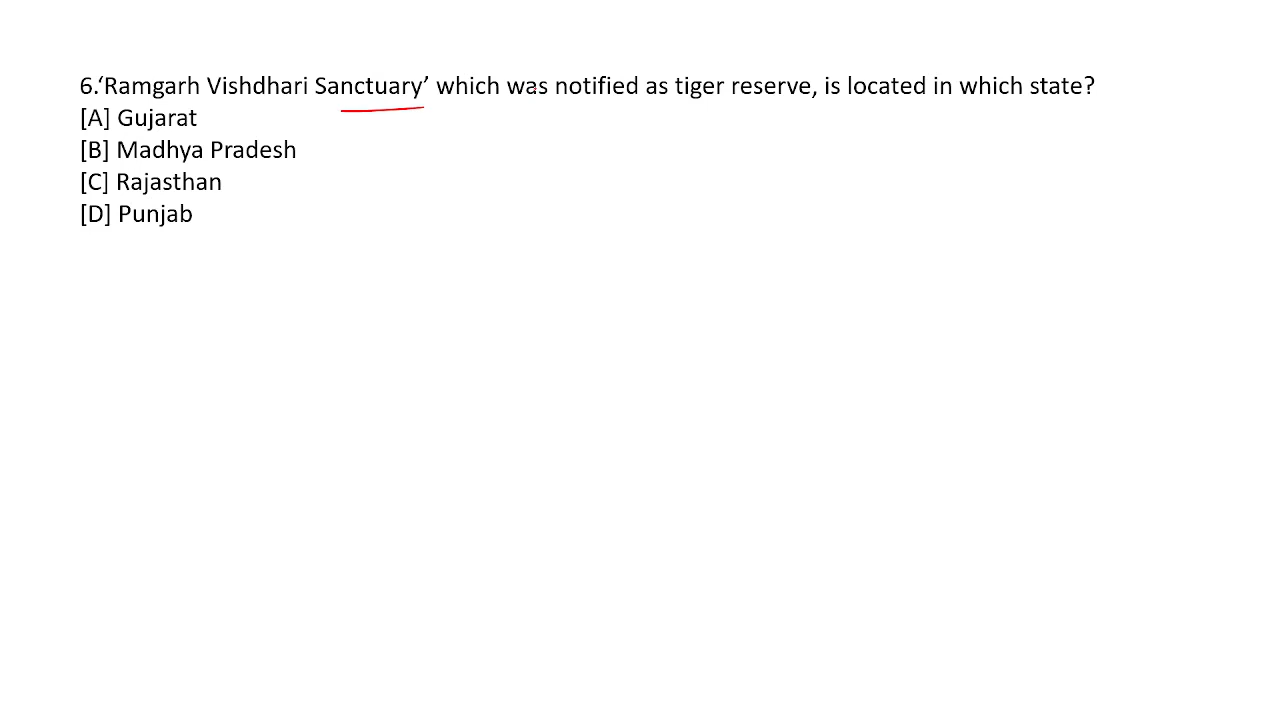 6.‘Ramgarh Vishdhari Sanctuary’ which was notified as tiger reserve, is located in which state?
[A] Gujarat
[B] Madhya Pradesh
[C] Rajasthan
[D] Punjab